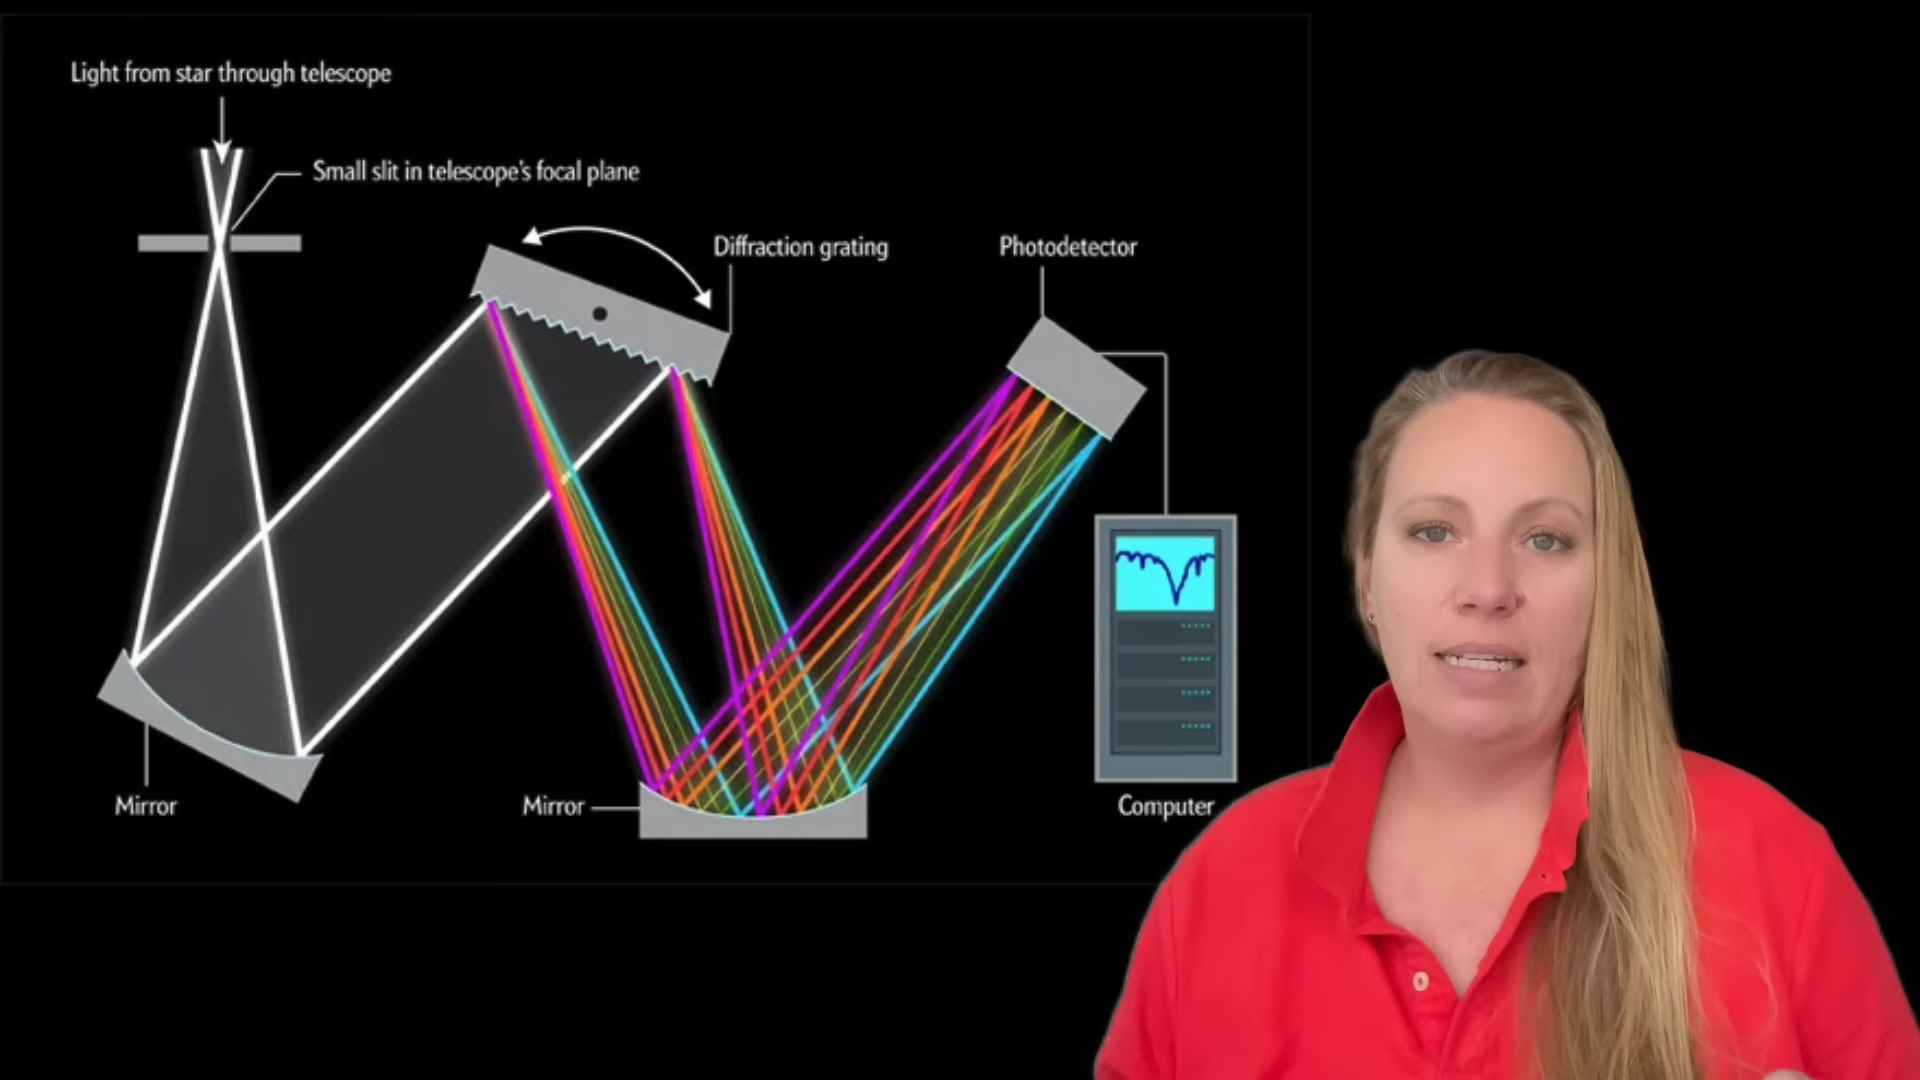 Light from star through telescope
Small slit in telescope's focal plane
Diffraction grating
Photodetector
Mirror
Mirror
Computer